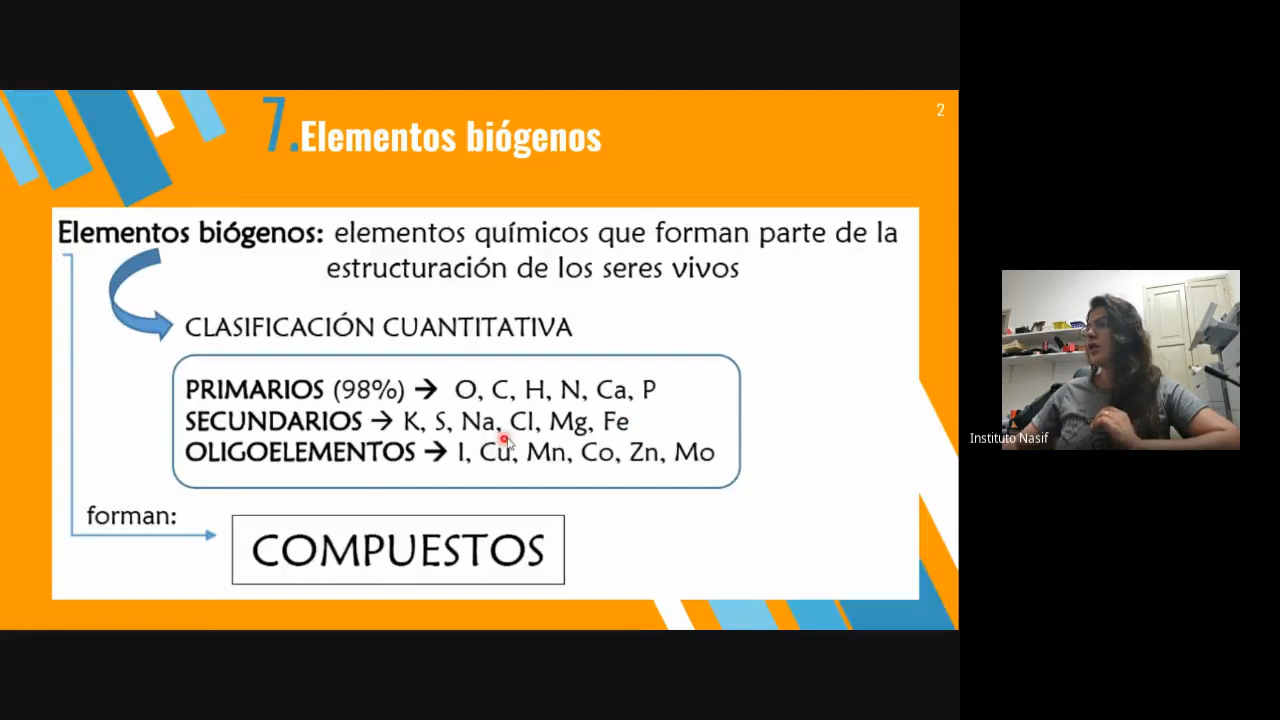 2
7. Elementos biógenos
Elementos biógenos: elementos químicos que forman parte de la
estructuración de los seres vivos
CLASIFICACIÓN CUANTITATIVA
PRIMARIOS (98%) → O, C, H, N, Ca, P
SECUNDARIOS → K, S, Na, Cl, Mg, Fe
OLIGOELEMENTOS → I, Cu, Mn, Co, Zn, Mo
forman:
COMPUESTOS
Instituto Nasif